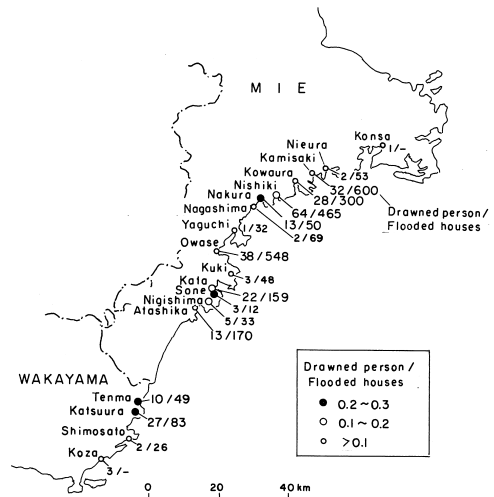 MIE
Konsa
1/-
Nieura
2/53
Kamisaki
32/600
Kowaura
28/300
Nishiki
64/465
Nakura
13/50
Drawned person/
Flooded houses
Nagashima
2/69
Yaguchi
1/32
Owase
38/548
Kuki
3/48
Kata
22/159
Sone
3/12
Nigishima
5/33
Atashika
13/170
WAKAYAMA
Tenma
10/49
Katsuura
27/83
Shimosato
2/26
Koza
3/-
Drawned person/
Flooded houses
0.2~0.3
0.1~0.2
>0.1
0 20 40 km